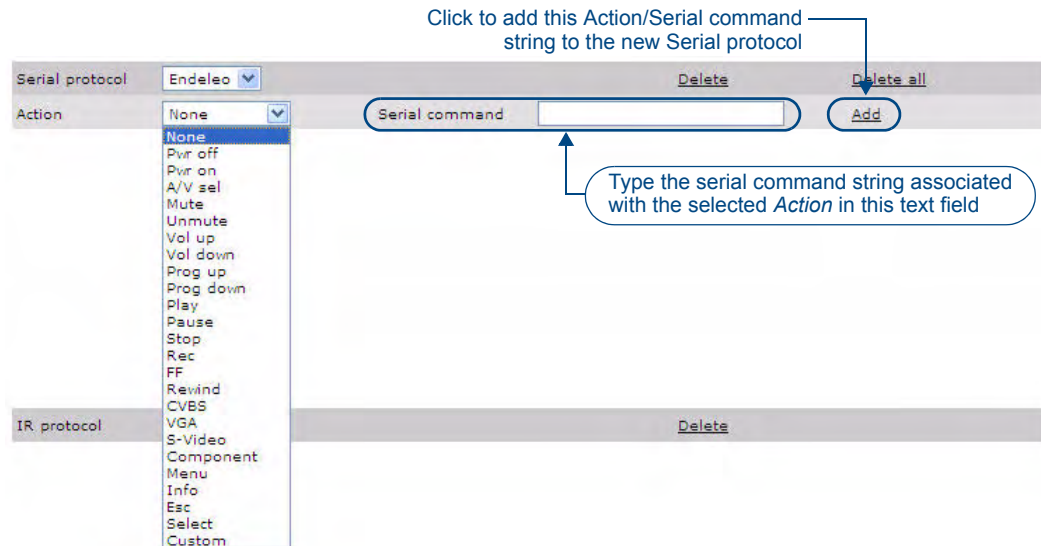 Click to add this Action/Serial command
string to the new Serial protocol
Serial protocol Endeleo Delete Delete all
Action None Serial command Add
None
Pwr off
Pwr on
A/V sel
Mute
Unmute
Vol up
Vol down
Prog up
Prog down
Play
Pause
Stop
Rec
FF
Rewind
CVBS
VGA
S-Video
Component
Menu
Info
Esc
Select
Custom
Type the serial command string associated
with the selected Action in this text field
IR protocol Delete